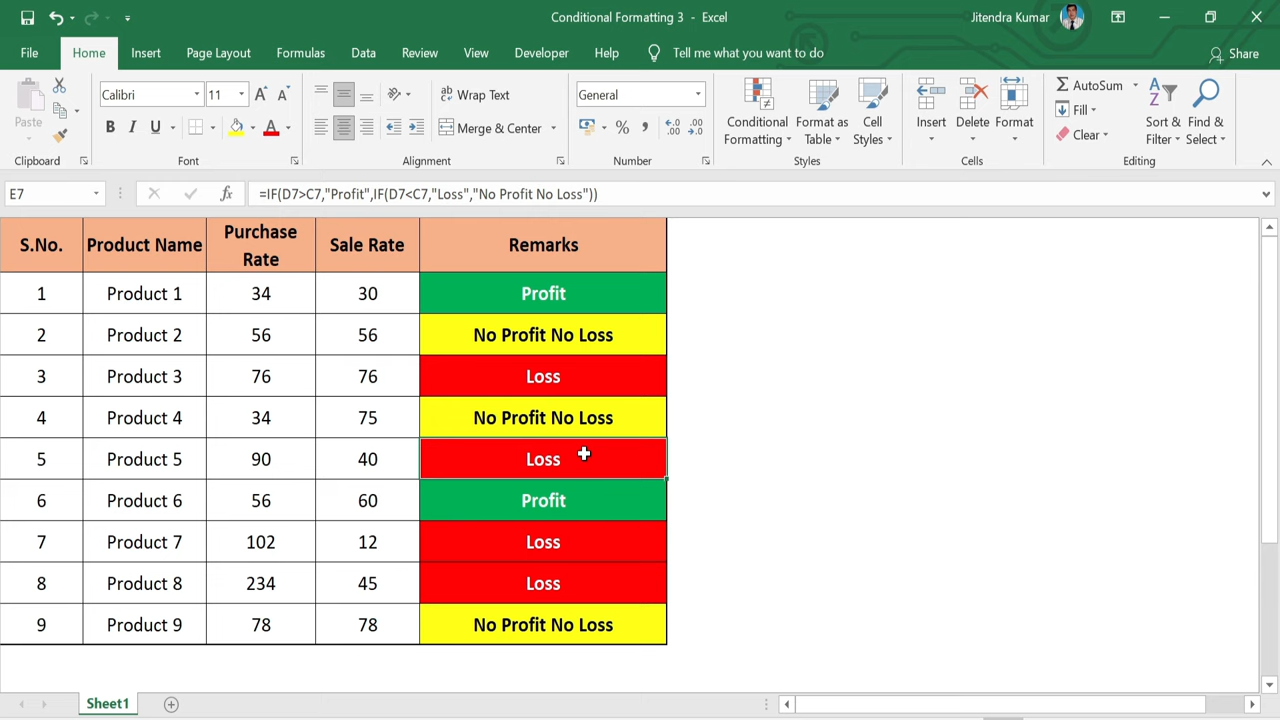 Conditional Formatting 3 - Excel
Jitendra Kumar
File Home Insert Page Layout Formulas Data Review View Developer Help Tell me what you want to do Share
Paste
Clipboard
Calibri 11
B I U A
Font
Wrap Text
Merge & Center
Alignment
General
% ,
Number
Conditional Formatting
Format as Table
Cell Styles
Styles
Insert Delete Format
Cells
AutoSum
Fill
Clear
Sort & Filter
Find & Select
Editing
E7 fx =IF(D7>C7,"Profit",IF(D7<C7,"Loss","No Profit No Loss"))
S.No. Product Name Purchase Rate Sale Rate Remarks
1 Product 1 34 30 Profit
2 Product 2 56 56 No Profit No Loss
3 Product 3 76 76 Loss
4 Product 4 34 75 No Profit No Loss
5 Product 5 90 40 Loss
6 Product 6 56 60 Profit
7 Product 7 102 12 Loss
8 Product 8 234 45 Loss
9 Product 9 78 78 No Profit No Loss
Sheet1